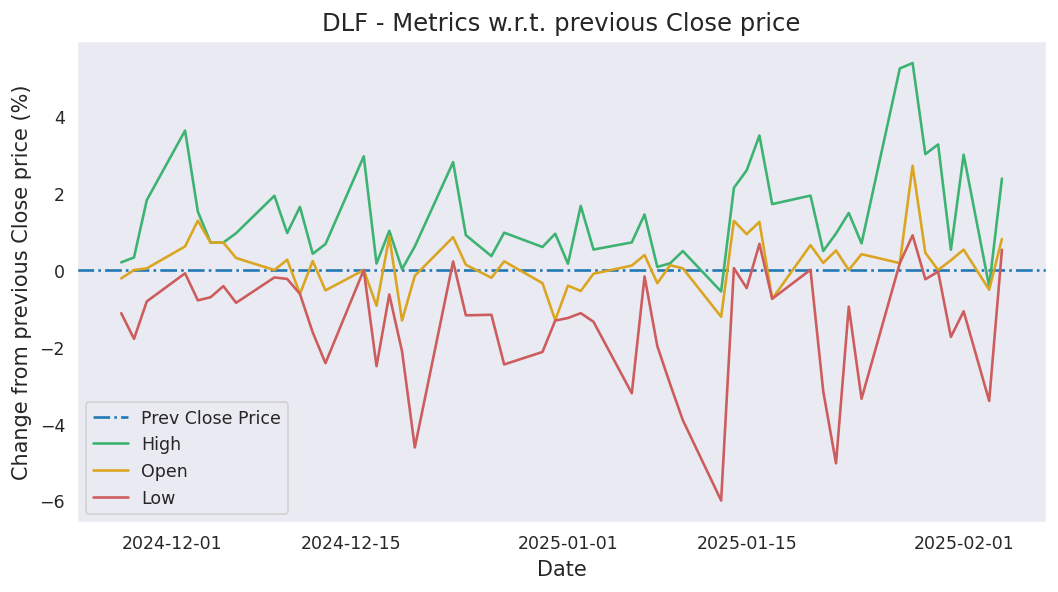 DLF - Metrics w.r.t. previous Close price
Change from previous Close price (%)
4
2
0
−2
−4
−6
Prev Close Price
High
Open
Low
2024-12-01 2024-12-15 2025-01-01 2025-01-15 2025-02-01
Date